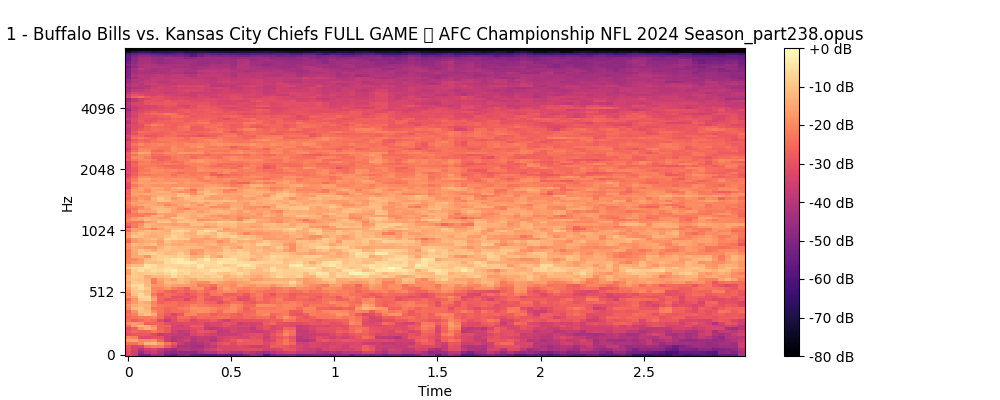 1 - Buffalo Bills vs. Kansas City Chiefs FULL GAME ▯ AFC Championship NFL 2024 Season_part238.opus
+0 dB
-10 dB
-20 dB
-30 dB
-40 dB
-50 dB
-60 dB
-70 dB
-80 dB
4096
2048
1024
512
0
Hz
0
0.5
1
1.5
2
2.5
Time